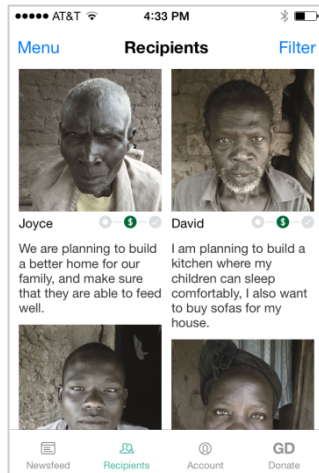 AT&T 4:33 PM
Menu Recipients Filter
Joyce
We are planning to build
a better home for our
family, and make sure
that they are able to feed
well.
David
I am planning to build a
kitchen where my
children can sleep
comfortably, I also want
to buy sofas for my
house.
Newsfeed Recipients Account GD Donate